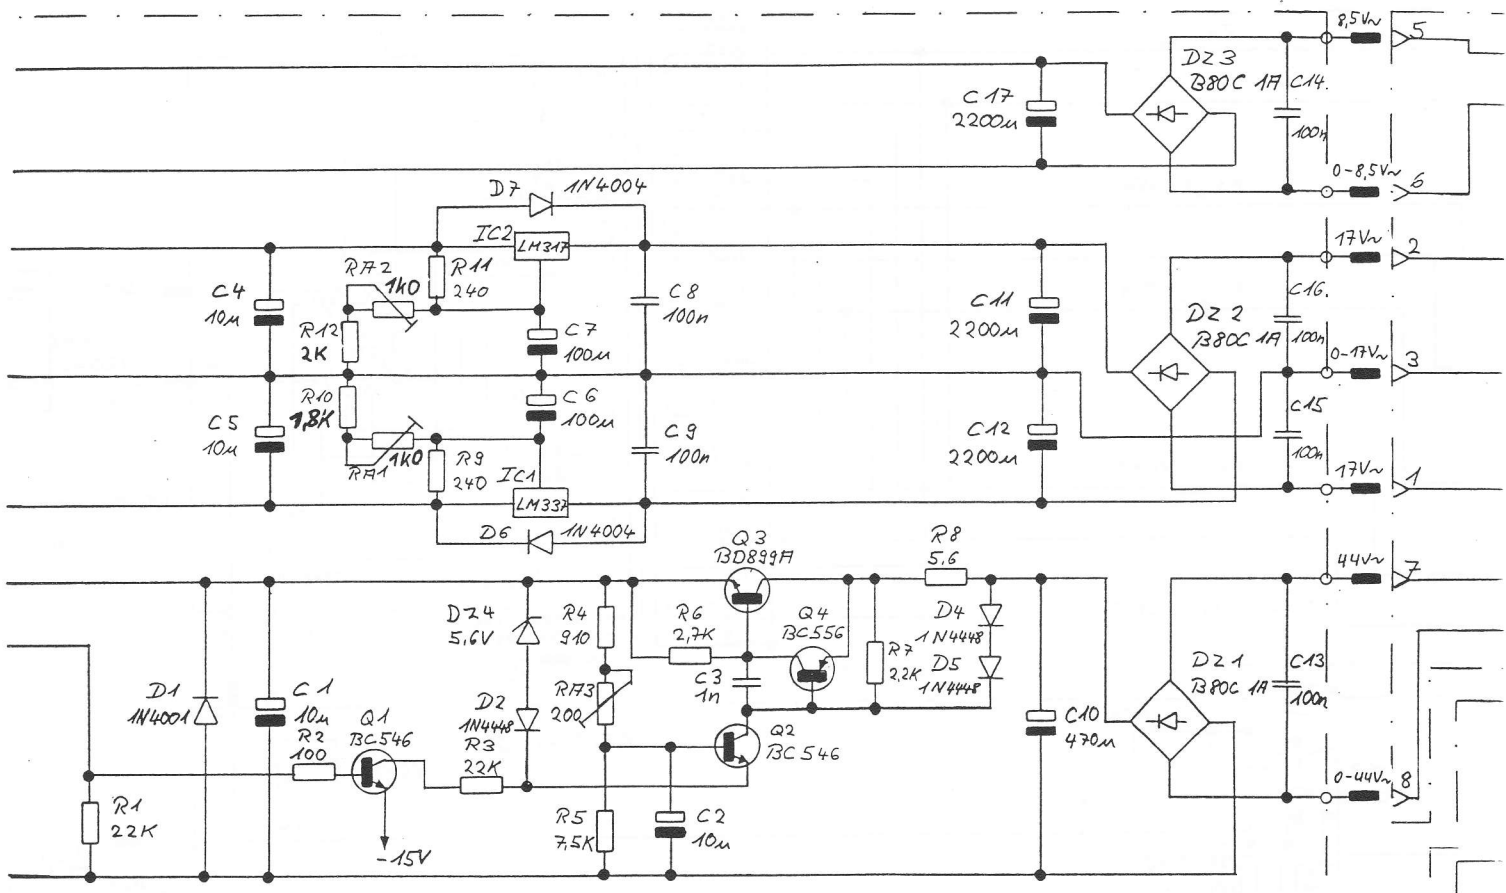 8,5V~
5
DZ3
B80C 1A
C14
100n
C17
2200µ
0-8,5V~
6
D7
1N4004
IC2
LM317
17V~
2
RA2
1k0
R11
240
C4
10µ
R12
2K
C7
100µ
C8
100n
C11
2200µ
DZ2
B80C 1A
C16
100n
0-17V~
3
R10
1,8K
C6
100µ
C5
10µ
RA1
1k0
R9
240
IC1
LM337
C9
100n
C12
2200µ
C15
100n
17V~
1
D6
1N4004
Q3
BD899A
R8
5,6
44V~
7
DZ4
5,6V
R4
910
R6
2,7K
Q4
BC556
D4
1N4448
R7
2,2K
D5
1N4448
DZ1
B80C 1A
C13
100n
D1
1N4001
C1
10µ
Q1
BC546
R2
100
D2
1N4448
R3
22K
RA3
200
C3
1n
Q2
BC546
C10
470µ
0-44V~
8
R1
22K
-15V
R5
7,5K
C2
10µ